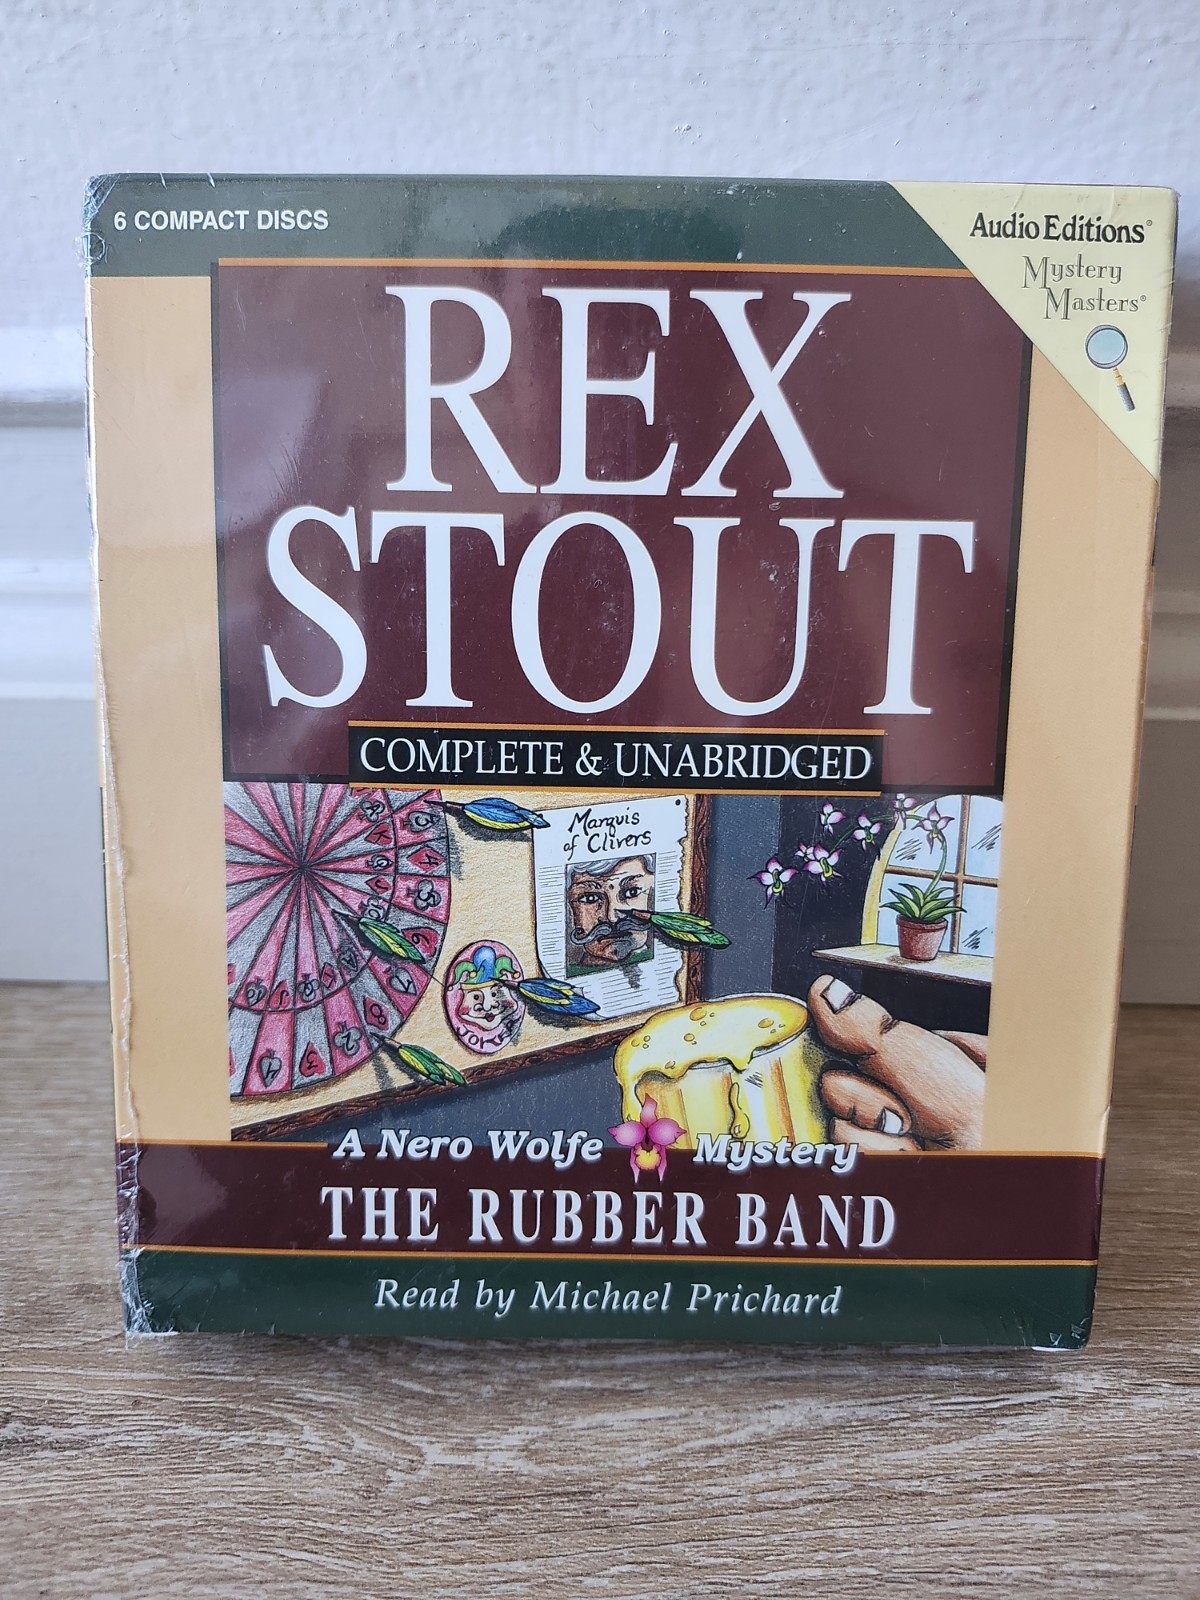 6 COMPACT DISCS
Audio Editions®
Mystery
Masters®
REX
STOUT
COMPLETE & UNABRIDGED
Marquis
of Clivers
JOKER
A Nero Wolfe Mystery
THE RUBBER BAND
Read by Michael Prichard